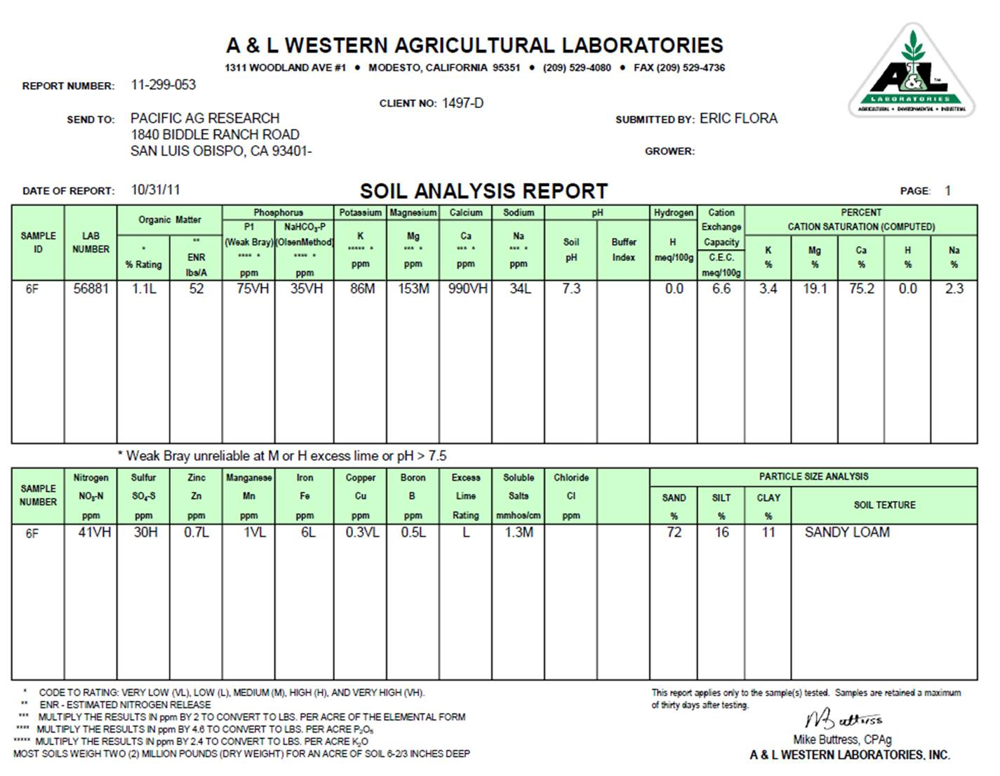 A & L WESTERN AGRICULTURAL LABORATORIES
1311 WOODLAND AVE #1 • MODESTO, CALIFORNIA 95351 • (209) 529-4080 • FAX (209) 529-4736
A&L TM
LABORATORIES
AGRICULTURAL • ENVIRONMENTAL • INDUSTRIAL
REPORT NUMBER: 11-299-053
CLIENT NO: 1497-D
SEND TO: PACIFIC AG RESEARCH
1840 BIDDLE RANCH ROAD
SAN LUIS OBISPO, CA 93401-
SUBMITTED BY: ERIC FLORA
GROWER:
DATE OF REPORT: 10/31/11
SOIL ANALYSIS REPORT
PAGE: 1
SAMPLE ID
LAB NUMBER
Organic Matter
* % Rating
** ENR lbs/A
Phosphorus
P1 (Weak Bray) **** * ppm
NaHCO₃-P (OlsenMethod) **** * ppm
Potassium K ***** * ppm
Magnesium Mg *** * ppm
Calcium Ca *** * ppm
Sodium Na *** * ppm
pH
Soil pH
Buffer Index
Hydrogen H meq/100g
Cation Exchange Capacity C.E.C. meq/100g
PERCENT
CATION SATURATION (COMPUTED)
K % Mg % Ca % H % Na %
6F 56881 1.1L 52 75VH 35VH 86M 153M 990VH 34L 7.3 0.0 6.6 3.4 19.1 75.2 0.0 2.3
* Weak Bray unreliable at M or H excess lime or pH > 7.5
SAMPLE NUMBER
Nitrogen NO₃-N ppm
Sulfur SO₄-S ppm
Zinc Zn ppm
Manganese Mn ppm
Iron Fe ppm
Copper Cu ppm
Boron B ppm
Excess Lime Rating
Soluble Salts mmhos/cm
Chloride Cl ppm
PARTICLE SIZE ANALYSIS
SAND % SILT % CLAY % SOIL TEXTURE
6F 41VH 30H 0.7L 1VL 6L 0.3VL 0.5L L 1.3M 72 16 11 SANDY LOAM
* CODE TO RATING: VERY LOW (VL), LOW (L), MEDIUM (M), HIGH (H), AND VERY HIGH (VH).
** ENR - ESTIMATED NITROGEN RELEASE
*** MULTIPLY THE RESULTS IN ppm BY 2 TO CONVERT TO LBS. PER ACRE OF THE ELEMENTAL FORM
**** MULTIPLY THE RESULTS IN ppm BY 4.6 TO CONVERT TO LBS. PER ACRE P₂O₅
***** MULTIPLY THE RESULTS IN ppm BY 2.4 TO CONVERT TO LBS. PER ACRE K₂O
MOST SOILS WEIGH TWO (2) MILLION POUNDS (DRY WEIGHT) FOR AN ACRE OF SOIL 6-2/3 INCHES DEEP
This report applies only to the sample(s) tested. Samples are retained a maximum
of thirty days after testing.
M Buttress
Mike Buttress, CPAg
A & L WESTERN LABORATORIES, INC.